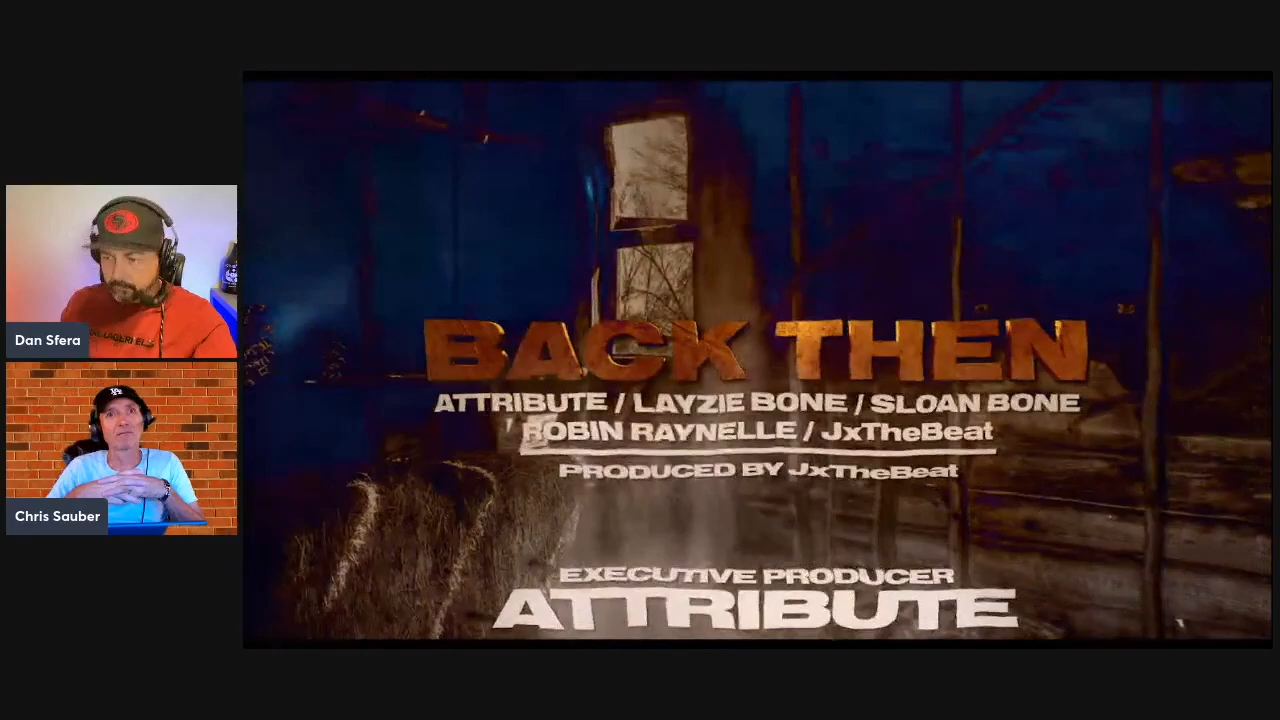 BACK THEN
ATTRIBUTE / LAYZIE BONE / SLOAN BONE
ROBIN RAYNELLE / JxTheBeat
PRODUCED BY JxTheBeat
EXECUTIVE PRODUCER
ATTRIBUTE
Dan Sfera
Chris Sauber